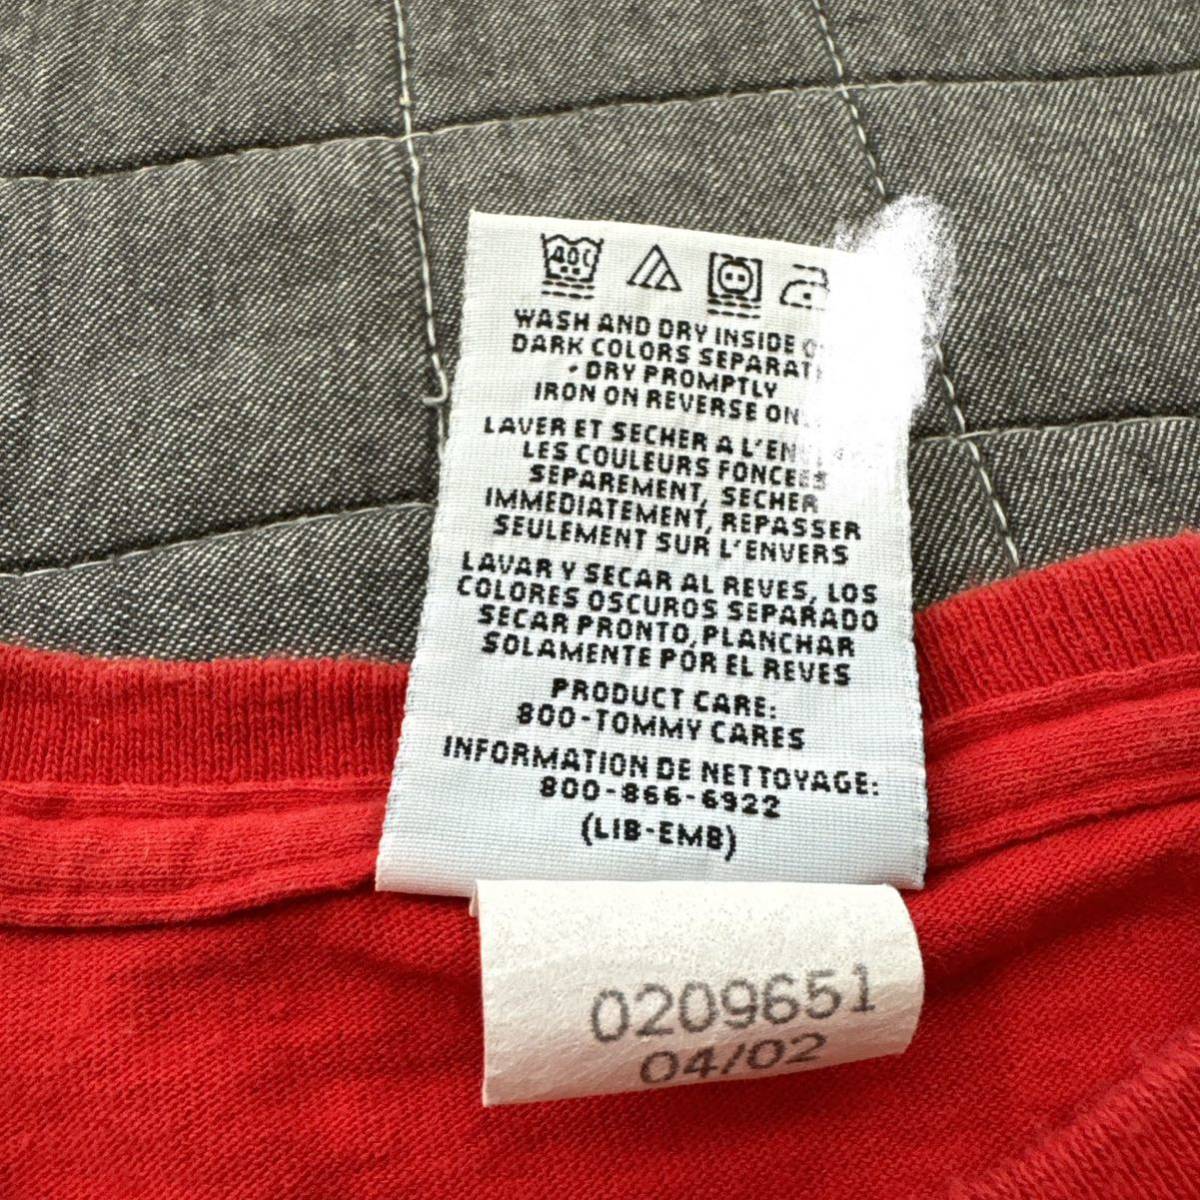 40C
WASH AND DRY INSIDE
DARK COLORS SEPARAT
• DRY PROMPTLY
IRON ON REVERSE ON
LAVER ET SECHER A L'EN
LES COULEURS FONCEES
SEPAREMENT, SECHER
IMMEDIATEMENT, REPASSER
SEULEMENT SUR L'ENVERS
LAVAR Y SECAR AL REVES, LOS
COLORES OSCUROS SEPARADO
SECAR PRONTO, PLANCHAR
SOLAMENTE POR EL REVES
PRODUCT CARE:
800-TOMMY CARES
INFORMATION DE NETTOYAGE:
800-866-6922
(LIB-EMB)
0209651
04/02